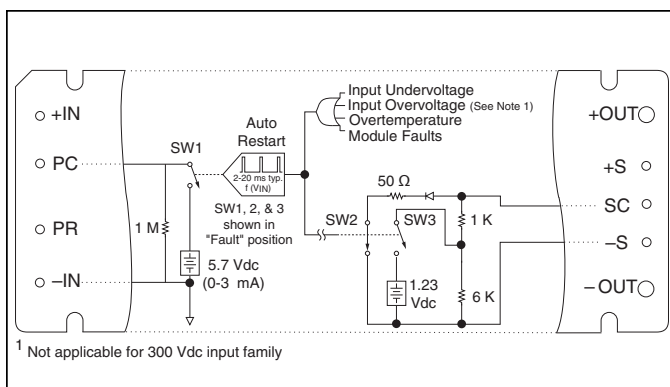 +IN
PC
PR
–IN
1 M
SW1
5.7 Vdc
(0-3 mA)
Auto
Restart
2-20 ms typ.
f (VIN)
SW1, 2, & 3
shown in
"Fault" position
Input Undervoltage
Input Overvoltage (See Note 1)
Overtemperature
Module Faults
50 Ω
SW2
SW3
1 K
1.23
Vdc
6 K
+OUT
+S
SC
–S
–OUT
1 Not applicable for 300 Vdc input family